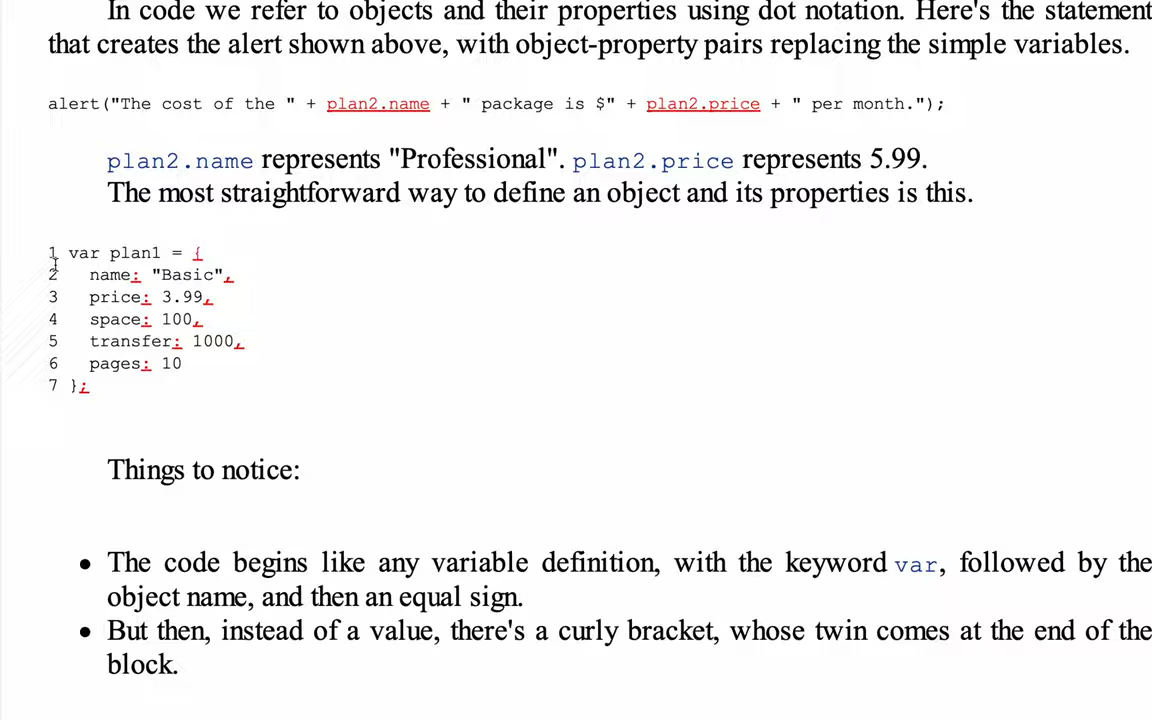 In code we refer to objects and their properties using dot notation. Here's the statement
that creates the alert shown above, with object-property pairs replacing the simple variables.
alert("The cost of the " + plan2.name + " package is $" + plan2.price + " per month.");
plan2.name represents "Professional". plan2.price represents 5.99.
The most straightforward way to define an object and its properties is this.
1 var plan1 = {
2   name: "Basic",
3   price: 3.99,
4   space: 100,
5   transfer: 1000,
6   pages: 10
7 };
Things to notice:
• The code begins like any variable definition, with the keyword var, followed by the
object name, and then an equal sign.
• But then, instead of a value, there's a curly bracket, whose twin comes at the end of the
block.